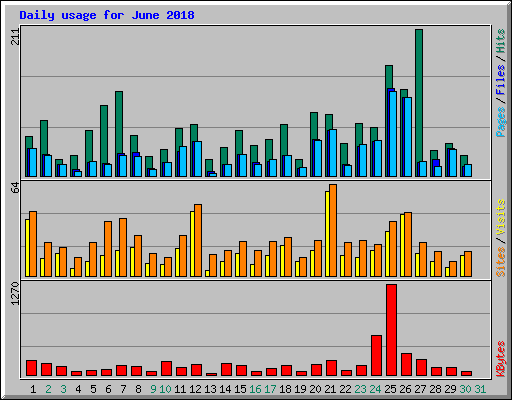 Daily usage for June 2018
211
Pages / Files / Hits
64
Sites / Visits
1270
KBytes
1 2 3 4 5 6 7 8 9 10 11 12 13 14 15 16 17 18 19 20 21 22 23 24 25 26 27 28 29 30 31